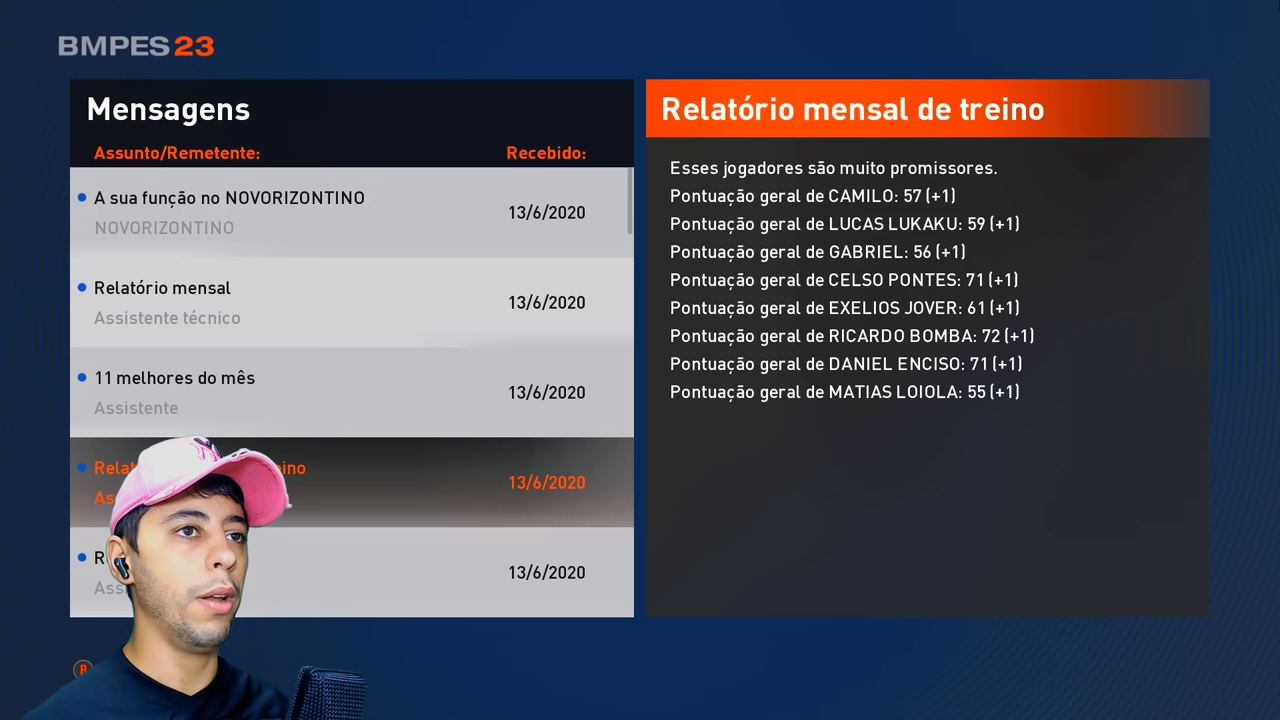 BMPES 23
Mensagens
Assunto/Remetente: Recebido:
A sua função no NOVORIZONTINO
NOVORIZONTINO
13/6/2020
Relatório mensal
Assistente técnico
13/6/2020
11 melhores do mês
Assistente
13/6/2020
13/6/2020
13/6/2020
Relatório mensal de treino
Esses jogadores são muito promissores.
Pontuação geral de CAMILO: 57 (+1)
Pontuação geral de LUCAS LUKAKU: 59 (+1)
Pontuação geral de GABRIEL: 56 (+1)
Pontuação geral de CELSO PONTES: 71 (+1)
Pontuação geral de EXELIOS JOVER: 61 (+1)
Pontuação geral de RICARDO BOMBA: 72 (+1)
Pontuação geral de DANIEL ENCISO: 71 (+1)
Pontuação geral de MATIAS LOIOLA: 55 (+1)